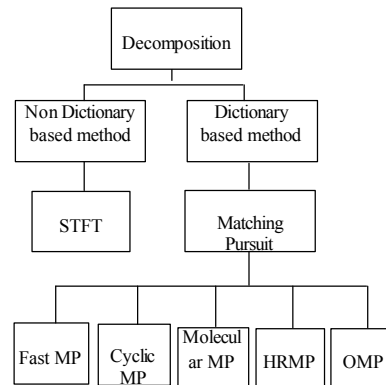 Decomposition
Non Dictionary
based method
Dictionary
based method
STFT
Matching
Pursuit
Fast MP
Cyclic
MP
Molecul
ar MP
HRMP
OMP